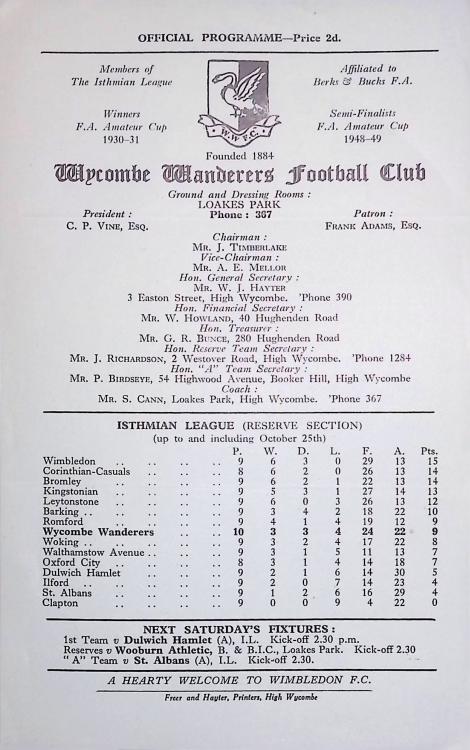 OFFICIAL PROGRAMME—Price 2d.
Members of
The Isthmian League
Affiliated to
Berks & Bucks F.A.
Winners
F.A. Amateur Cup
1930-31
W.W.F.C.
Semi-Finalists
F.A. Amateur Cup
1948-49
Founded 1884
Wycombe Wanderers Football Club
Ground and Dressing Rooms :
LOAKES PARK
Phone : 367
President :
C. P. VINE, ESQ.
Patron :
FRANK ADAMS, ESQ.
Chairman :
MR. J. TIMBERLAKE
Vice-Chairman :
MR. A. E. MELLOR
Hon. General Secretary :
MR. W. J. HAYTER
3 Easton Street, High Wycombe. 'Phone 390
Hon. Financial Secretary :
MR. W. HOWLAND, 40 Hughenden Road
Hon. Treasurer :
MR. G. R. BUNCE, 280 Hughenden Road
Hon. Reserve Team Secretary :
MR. J. RICHARDSON, 2 Westover Road, High Wycombe. 'Phone 1284
Hon. "A" Team Secretary :
MR. P. BIRDSEYE, 54 Highwood Avenue, Booker Hill, High Wycombe
Coach :
MR. S. CANN, Loakes Park, High Wycombe. 'Phone 367
ISTHMIAN LEAGUE (RESERVE SECTION)
(up to and including October 25th)
P. W. D. L. F. A. Pts.
Wimbledon .. .. .. .. 9 6 3 0 29 13 15
Corinthian-Casuals .. .. .. 8 6 2 0 26 13 14
Bromley .. .. .. .. 9 6 2 1 22 13 14
Kingstonian .. .. .. .. 9 5 3 1 27 14 13
Leytonstone .. .. .. .. 9 6 0 3 26 13 12
Barking .. .. .. .. .. 9 3 4 2 18 22 10
Romford .. .. .. .. 9 4 1 4 19 12 9
Wycombe Wanderers .. .. .. 10 3 3 4 24 22 9
Woking .. .. .. .. .. 9 3 2 4 17 22 8
Walthamstow Avenue .. .. .. 9 3 1 5 11 13 7
Oxford City .. .. .. .. 8 3 1 4 14 18 7
Dulwich Hamlet .. .. .. 9 2 1 6 14 30 5
Ilford .. .. .. .. .. 9 2 0 7 14 23 4
St. Albans .. .. .. .. 9 1 2 6 16 29 4
Clapton .. .. .. .. 9 0 0 9 4 22 0
NEXT SATURDAY'S FIXTURES :
1st Team v Dulwich Hamlet (A), I.L. Kick-off 2.30 p.m.
Reserves v Wooburn Athletic, B. & B.I.C., Loakes Park. Kick-off 2.30
"A" Team v St. Albans (A), I.L. Kick-off 2.30.
A HEARTY WELCOME TO WIMBLEDON F.C.
Freer and Hayter, Printers, High Wycombe